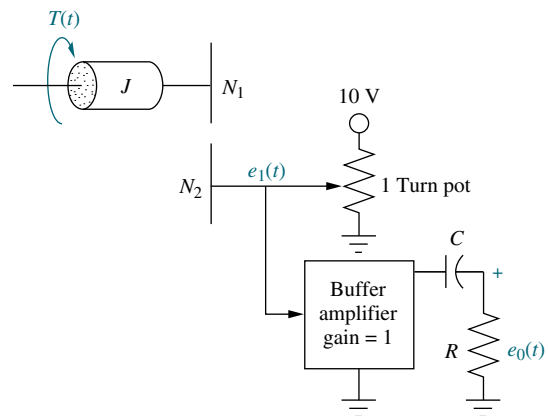 T(t)
J
N1
10 V
N2
e1(t)
1 Turn pot
C
+
Buffer
amplifier
gain = 1
R
e0(t)